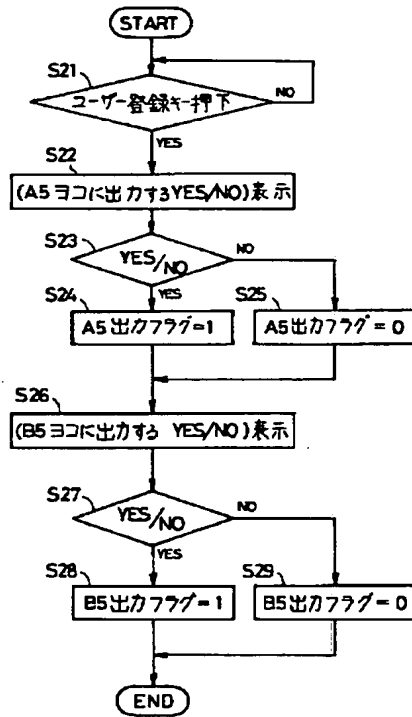 START
S21
ユーザー登録キー押下
NO
YES
S22
(A5ヨコに出力するYES/NO)表示
S23
YES/NO
NO
YES
S24
S25
A5出力フラグ=1
A5出力フラグ=0
S26
(B5ヨコに出力する YES/NO)表示
S27
YES/NO
NO
YES
S28
S29
B5出力フラグ=1
B5出力フラグ=0
END